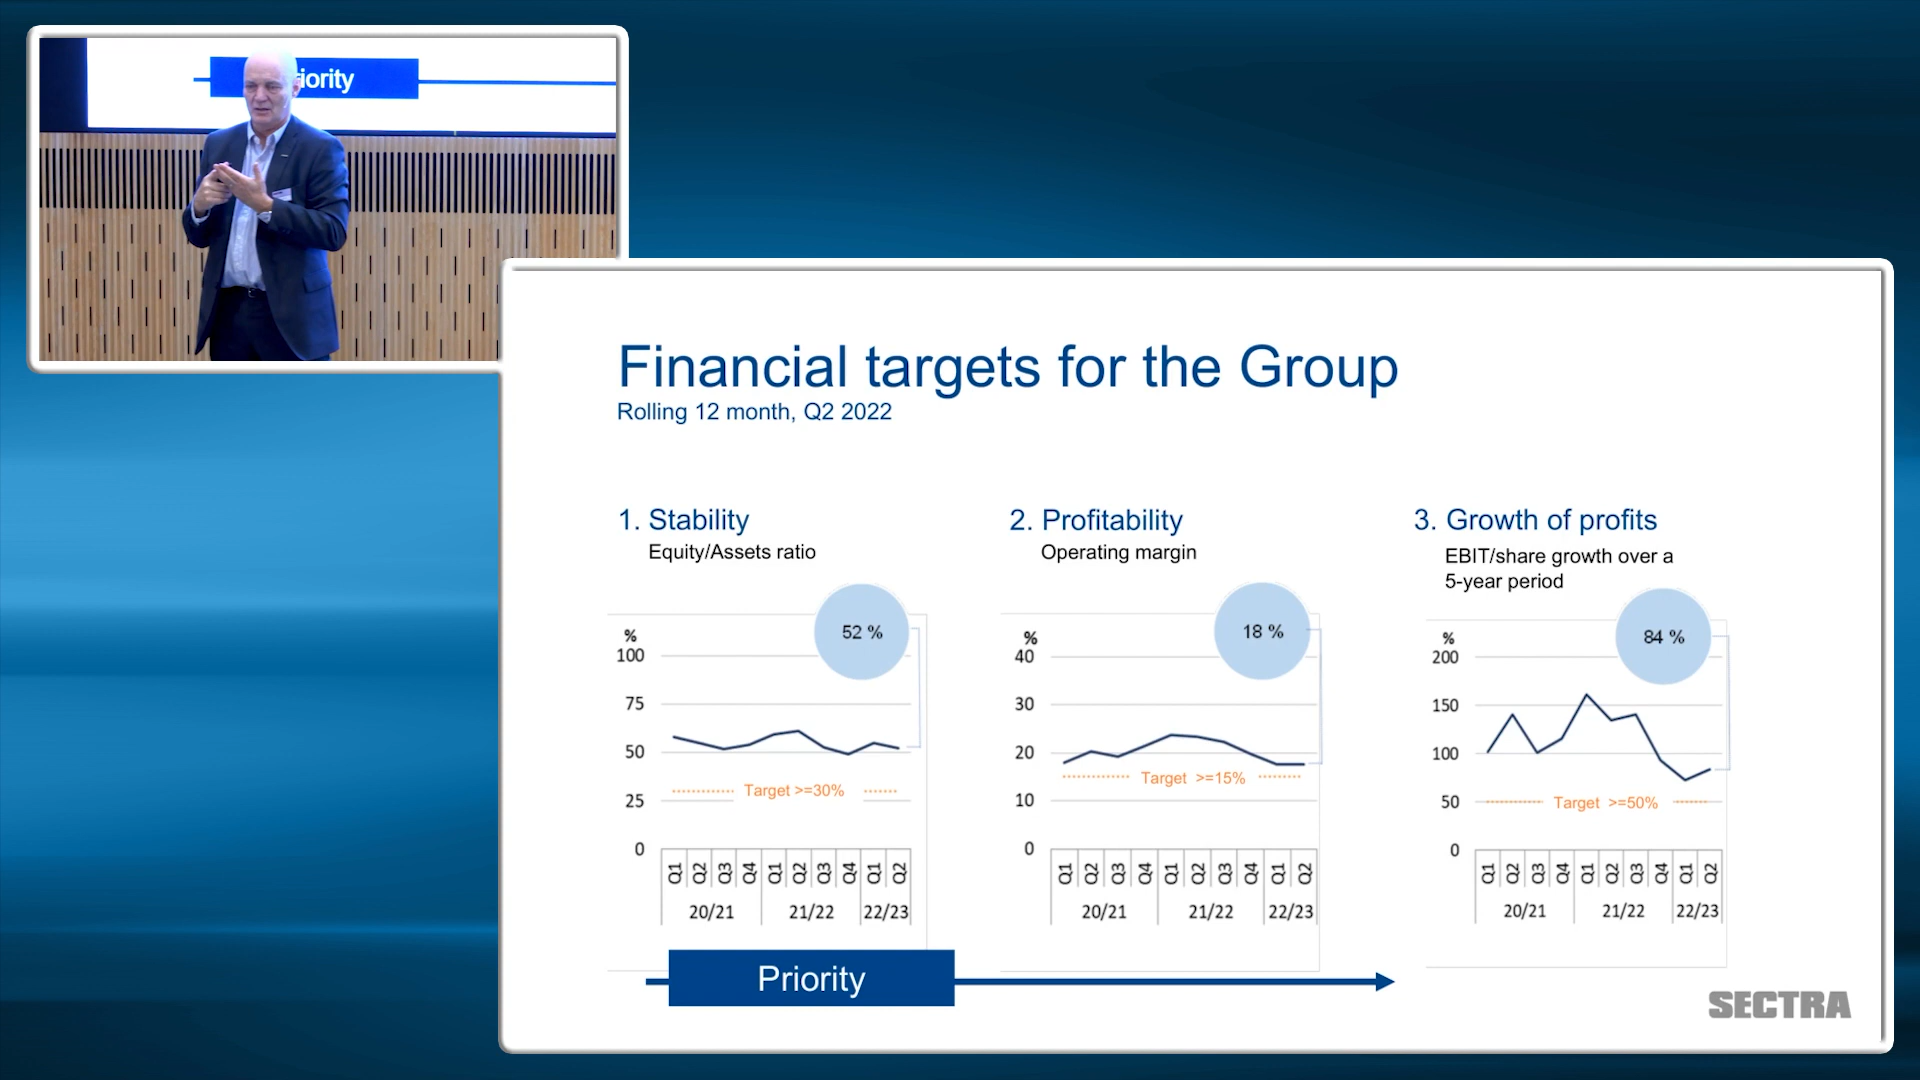 iority
Financial targets for the Group
Rolling 12 month, Q2 2022
1. Stability
Equity/Assets ratio
52 %
%
100
75
50
25
0
Target >=30%
Q1 Q2 Q3 Q4 Q1 Q2 Q3 Q4 Q1 Q2
20/21 21/22 22/23
2. Profitability
Operating margin
18 %
%
40
30
20
10
0
Target >=15%
Q1 Q2 Q3 Q4 Q1 Q2 Q3 Q4 Q1 Q2
20/21 21/22 22/23
3. Growth of profits
EBIT/share growth over a
5-year period
84 %
%
200
150
100
50
0
Target >=50%
Q1 Q2 Q3 Q4 Q1 Q2 Q3 Q4 Q1 Q2
20/21 21/22 22/23
Priority
SECTRA